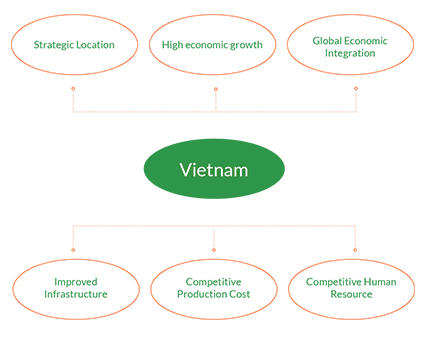 Strategic Location
High economic growth
Global Economic
Integration
Vietnam
Improved
Infrastructure
Competitive
Production Cost
Competitive Human
Resource